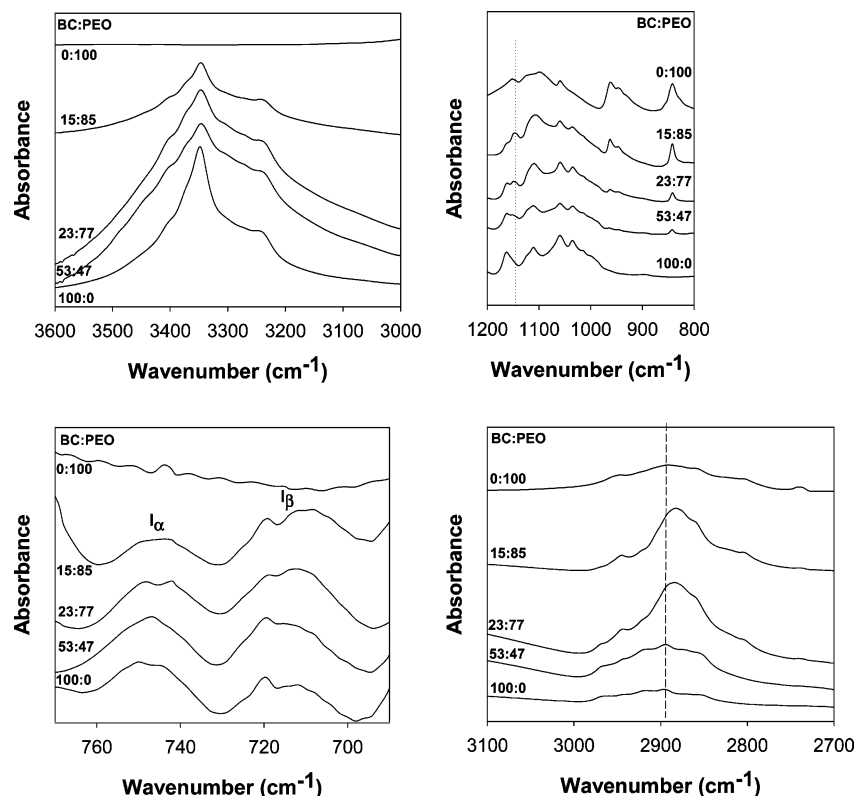 BC:PEO
0:100
15:85
23:77
53:47
100:0
Absorbance
3600 3500 3400 3300 3200 3100 3000
Wavenumber (cm-1)
BC:PEO
0:100
15:85
23:77
53:47
100:0
Absorbance
1200 1100 1000 900 800
Wavenumber (cm-1)
BC:PEO
0:100
Iβ
Iα
15:85
23:77
53:47
100:0
Absorbance
760 740 720 700
Wavenumber (cm-1)
BC:PEO
0:100
15:85
23:77
53:47
100:0
Absorbance
3100 3000 2900 2800 2700
Wavenumber (cm-1)